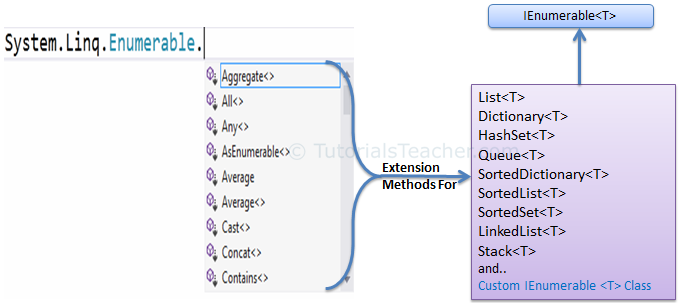 System.Linq.Enumerable.
Aggregate<>
All<>
Any<>
AsEnumerable<>
Average
Average<>
Cast<>
Concat<>
Contains<>
Extension
Methods For
© TutorialsTeacher.com
IEnumerable<T>
List<T>
Dictionary<T>
HashSet<T>
Queue<T>
SortedDictionary<T>
SortedList<T>
SortedSet<T>
LinkedList<T>
Stack<T>
and..
Custom IEnumerable <T> Class